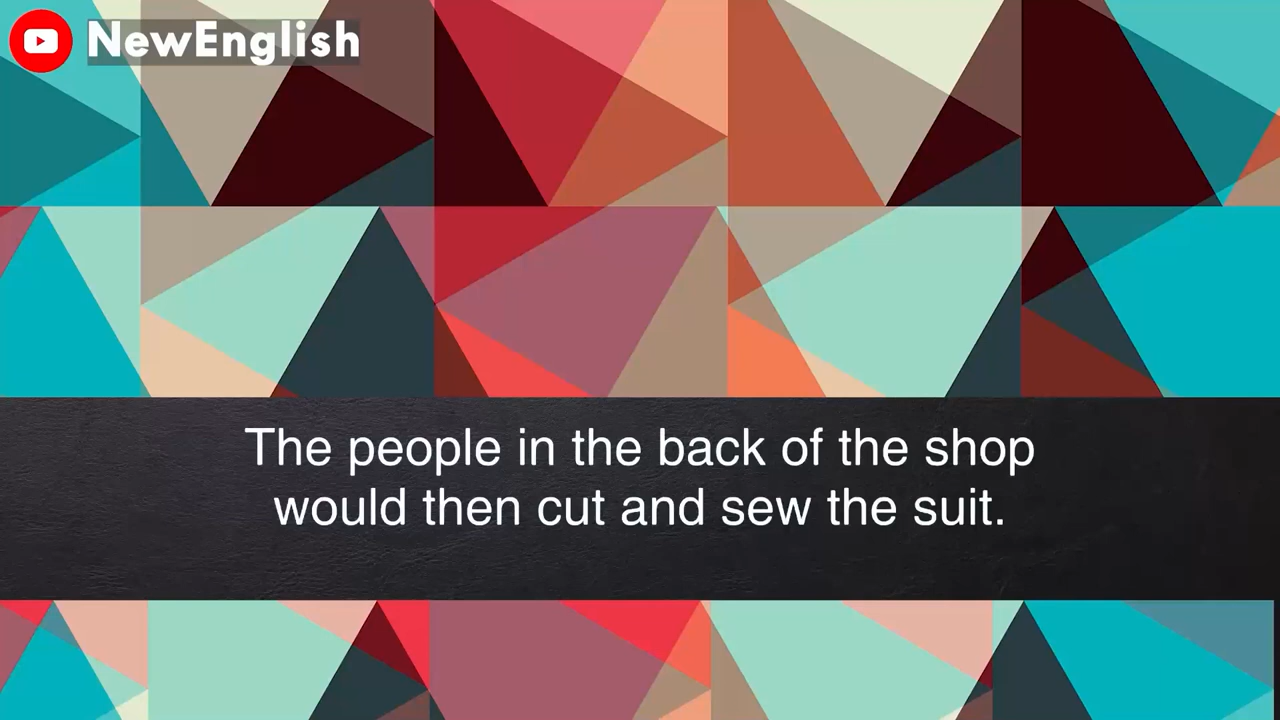 NewEnglish
The people in the back of the shop
would then cut and sew the suit.